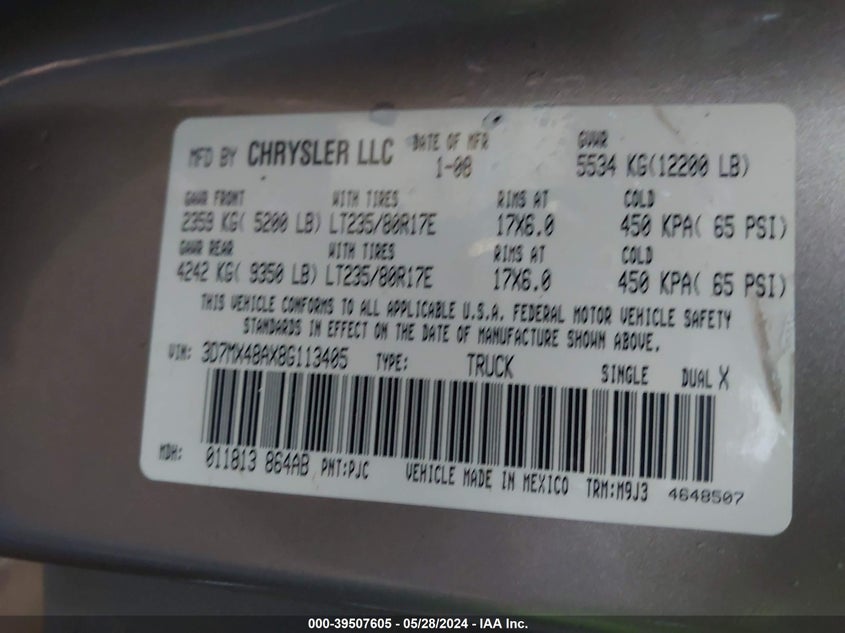 MFD BY CHRYSLER LLC DATE OF MFR 1-08 GVWR 5534 KG(12200 LB)
GAWR FRONT WITH TIRES RIMS AT COLD
2359 KG( 5200 LB) LT235/80R17E 17X6.0 450 KPA( 65 PSI)
GAWR REAR WITH TIRES RIMS AT COLD
4242 KG( 9350 LB) LT235/80R17E 17X6.0 450 KPA( 65 PSI)
THIS VEHICLE CONFORMS TO ALL APPLICABLE U.S.A. FEDERAL MOTOR VEHICLE SAFETY
STANDARDS IN EFFECT ON THE DATE OF MANUFACTURE SHOWN ABOVE.
VIN: 3D7MX48AX8G113405 TYPE: TRUCK SINGLE DUAL X
MDH: 011813 864AB PNT:PJC VEHICLE MADE IN MEXICO TRM:M9J3 4648507
000-39507605 - 05/28/2024 - IAA Inc.